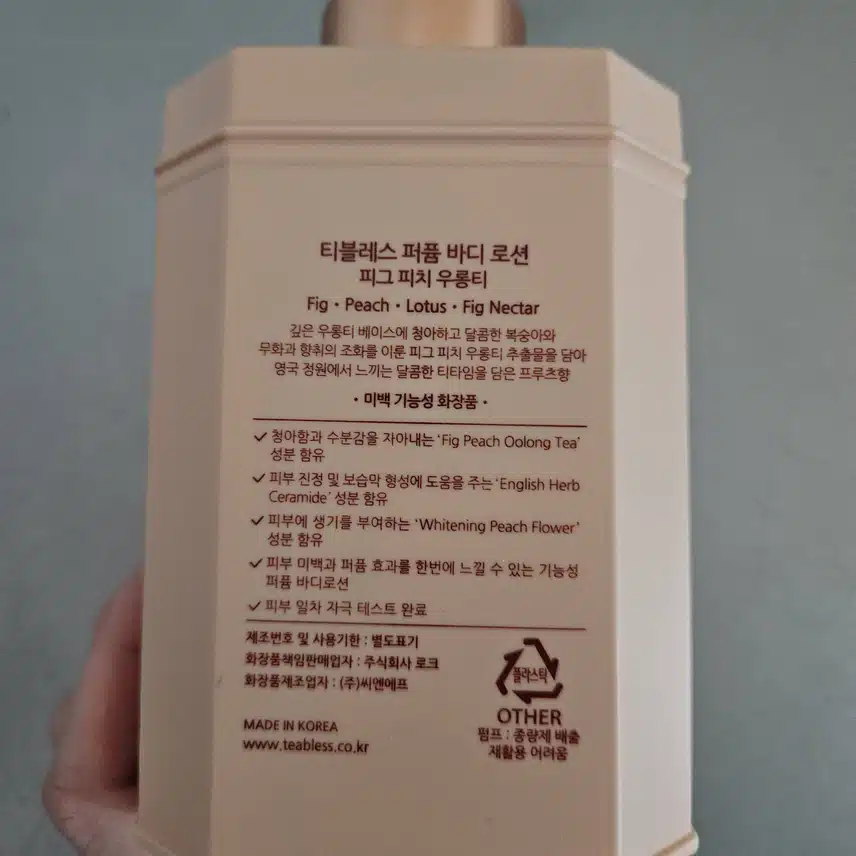 티블레스 퍼퓸 바디 로션
피그 피치 우롱티
Fig • Peach • Lotus • Fig Nectar
깊은 우롱티 베이스에 청아하고 달콤한 복숭아와
무화과 향취의 조화를 이룬 피그 피치 우롱티 추출물을 담아
영국 정원에서 느끼는 달콤한 티타임을 담은 프루츠향
• 미백 기능성 화장품 •
✓ 청아함과 수분감을 자아내는 ‘Fig Peach Oolong Tea’
성분 함유
✓ 피부 진정 및 보습막 형성에 도움을 주는 ‘English Herb
Ceramide’ 성분 함유
✓ 피부에 생기를 부여하는 ‘Whitening Peach Flower’
성분 함유
✓ 피부 미백과 퍼퓸 효과를 한번에 느낄 수 있는 기능성
퍼퓸 바디로션
✓ 피부 일차 자극 테스트 완료
제조번호 및 사용기한 : 별도표기
화장품책임판매업자 : 주식회사 로크
화장품제조업자 : (주)씨엔에프
MADE IN KOREA
www.teabless.co.kr
플라스틱
OTHER
펌프 : 종량제 배출
재활용 어려움